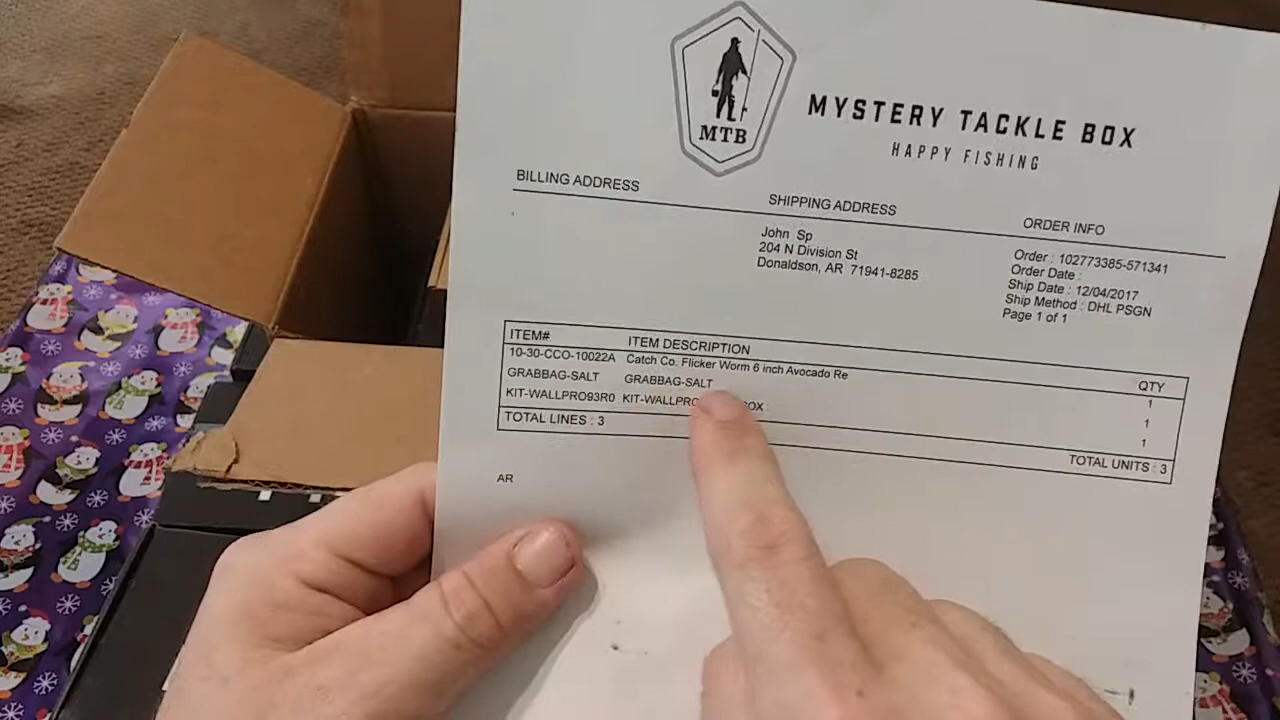 MTB
MYSTERY TACKLE BOX
HAPPY FISHING
BILLING ADDRESS
SHIPPING ADDRESS
John Sp
204 N Division St
Donaldson, AR 71941-8285
ORDER INFO
Order : 102773385-571341
Order Date :
Ship Date : 12/04/2017
Ship Method : DHL PSGN
Page 1 of 1
ITEM# ITEM DESCRIPTION QTY
10-30-CCO-10022A Catch Co. Flicker Worm 6 inch Avocado Re 1
GRABBAG-SALT GRABBAG-SALT 1
KIT-WALLPRO93R0 1
TOTAL LINES : 3 TOTAL UNITS : 3
AR